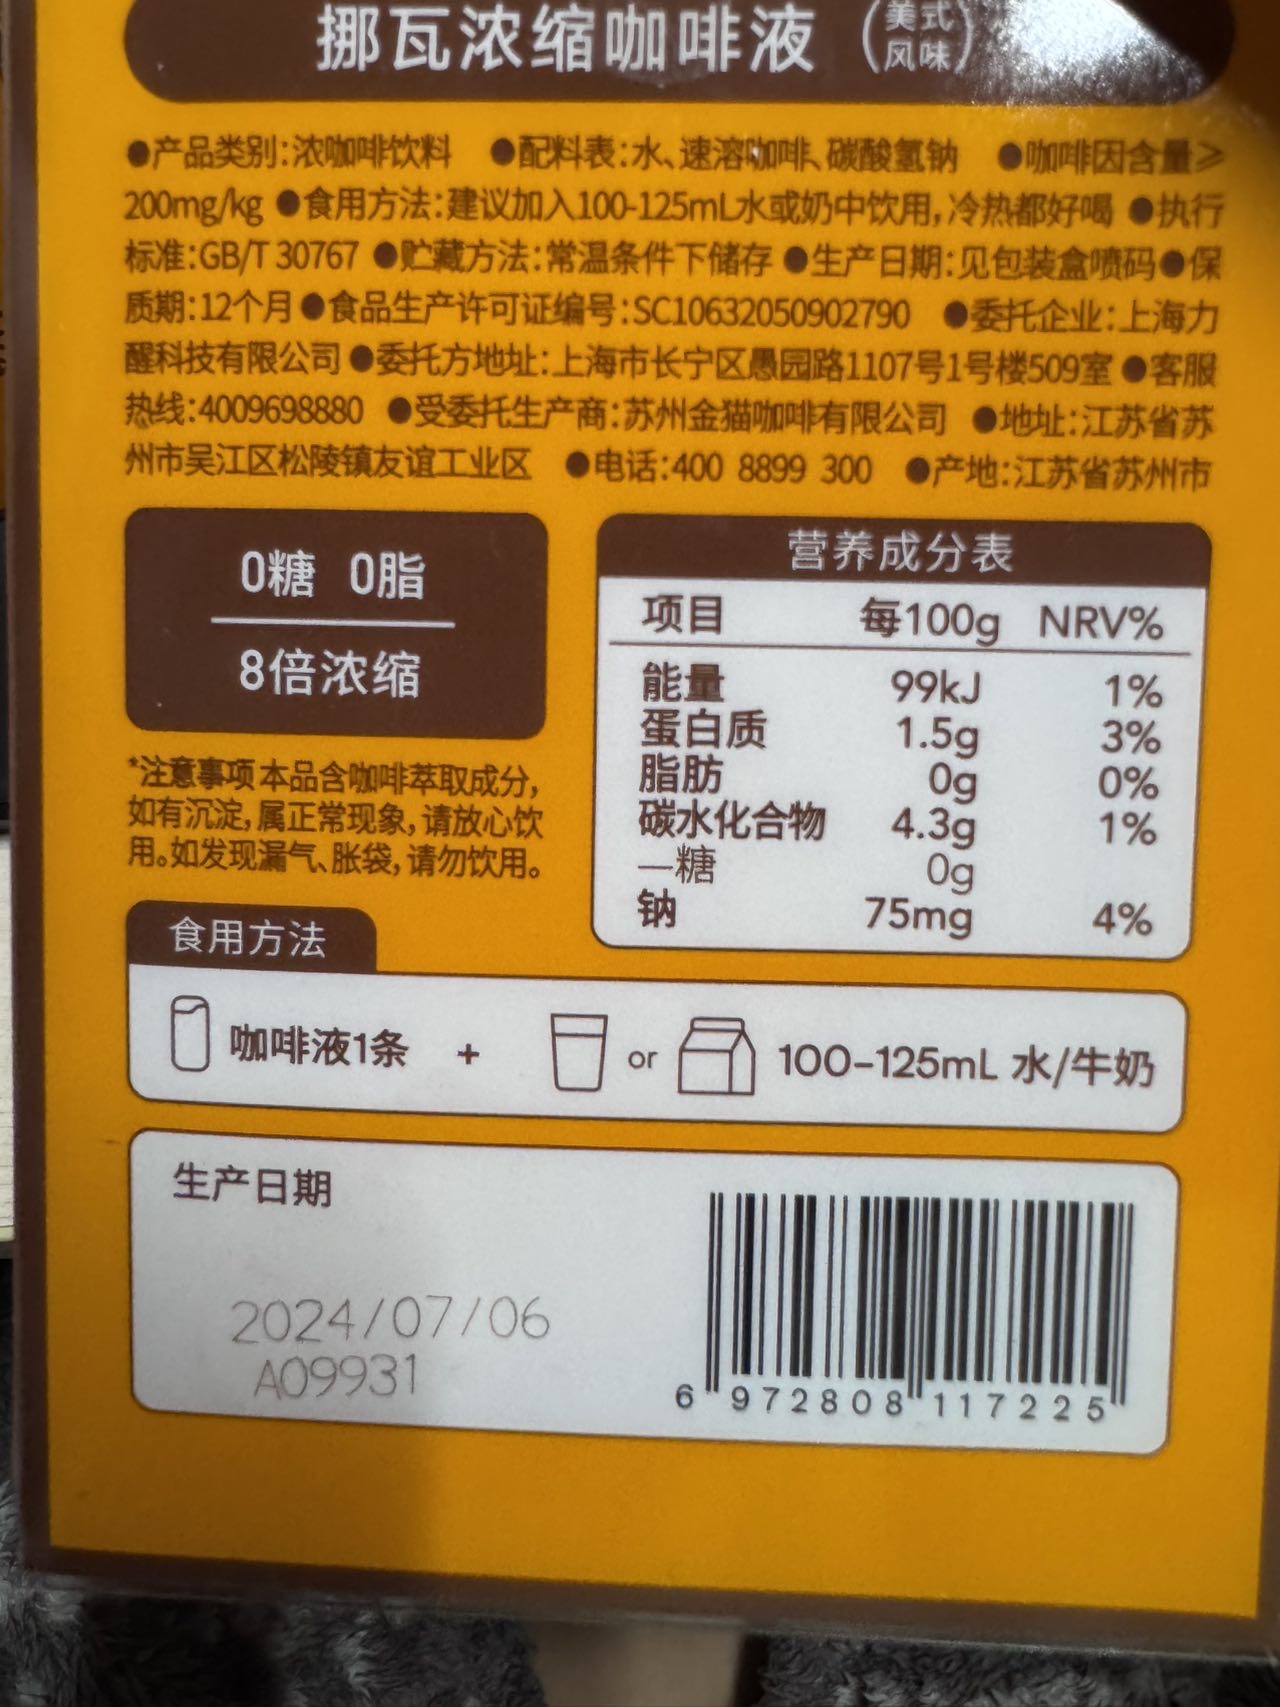 挪瓦浓缩咖啡液(美式风味)
●产品类别:浓咖啡饮料 ●配料表:水、速溶咖啡、碳酸氢钠 ●咖啡因含量≥
200mg/kg ●食用方法:建议加入100-125mL水或奶中饮用,冷热都好喝 ●执行
标准:GB/T 30767 ●贮藏方法:常温条件下储存 ●生产日期:见包装盒喷码●保
质期:12个月 ●食品生产许可证编号:SC10632050902790 ●委托企业:上海力
醒科技有限公司 ●委托方地址:上海市长宁区愚园路1107号1号楼509室 ●客服
热线:4009698880 ●受委托生产商:苏州金猫咖啡有限公司 ●地址:江苏省苏
州市吴江区松陵镇友谊工业区 ●电话:400 8899 300 ●产地:江苏省苏州市
0糖 0脂
8倍浓缩
*注意事项 本品含咖啡萃取成分,
如有沉淀,属正常现象,请放心饮
用。如发现漏气、胀袋,请勿饮用。
营养成分表
项目 每100g NRV%
能量 99kJ 1%
蛋白质 1.5g 3%
脂肪 0g 0%
碳水化合物 4.3g 1%
—糖 0g
钠 75mg 4%
食用方法
咖啡液1条 + or 100-125mL 水/牛奶
生产日期
2024/07/06
A09931
6 972808 117225